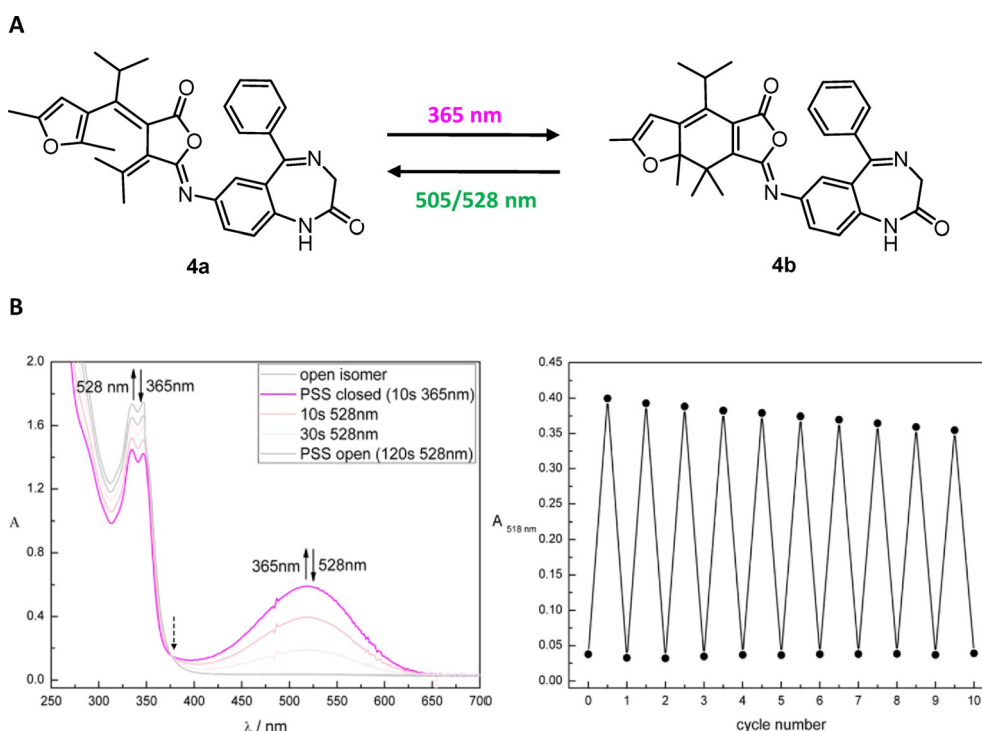 A
O
O
O
N
N
N
H
O
4a
365 nm
505/528 nm
O
O
O
N
N
N
H
O
4b
B
2.0
1.6
1.2
0.8
0.4
0.0
A
528 nm
365nm
open isomer
PSS closed (10s 365nm)
10s 528nm
30s 528nm
PSS open (120s 528nm)
365nm
528nm
250 300 350 400 450 500 550 600 650 700
λ / nm
0.45
0.40
0.35
0.30
0.25
0.20
0.15
0.10
0.05
0.00
A 518 nm
0 1 2 3 4 5 6 7 8 9 10
cycle number